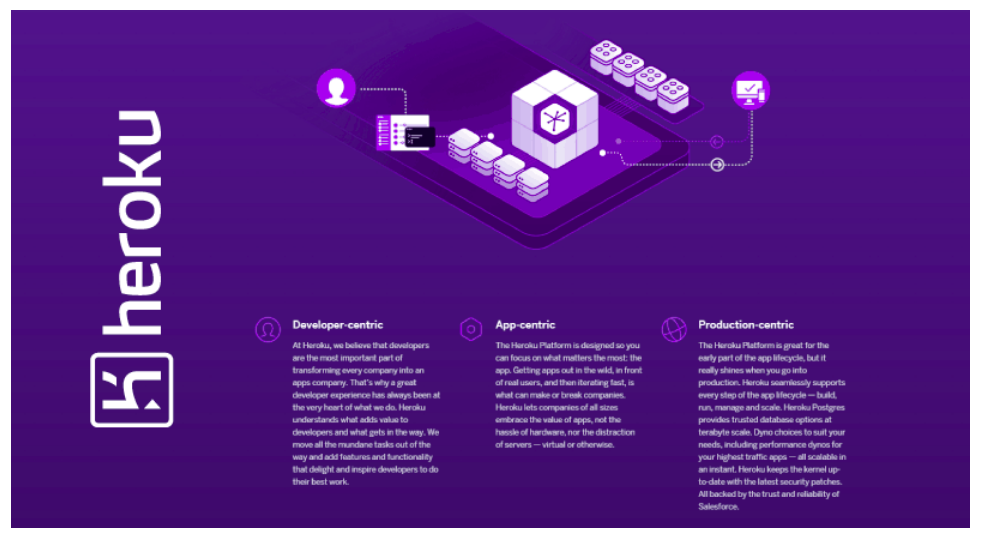 heroku
Developer-centric
At Heroku, we believe that developers
are the most important part of
transforming every company into an
apps company. That's why a great
developer experience has always been at
the very heart of what we do. Heroku
understands what adds value to
developers and what gets in the way. We
move all the mundane tasks out of the
way and add features and functionality
that delight and inspire developers to do
their best work.
App-centric
The Heroku Platform is designed so you
can focus on what matters the most: the
app. Getting apps out in the wild, in front
of real users, and then iterating fast, is
what can make or break companies.
Heroku lets companies of all sizes
embrace the value of apps, not the
hassle of hardware, nor the distraction
of servers — virtual or otherwise.
Production-centric
The Heroku Platform is great for the
early part of the app lifecycle, but it
really shines when you go into
production. Heroku seamlessly supports
every step of the app lifecycle — build,
run, manage and scale. Heroku Postgres
provides trusted database options at
terabyte scale. Dyno choices to suit your
needs, including performance dynos for
your highest traffic apps — all scalable in
an instant. Heroku keeps the kernel up-
to-date with the latest security patches.
All backed by the trust and reliability of
Salesforce.